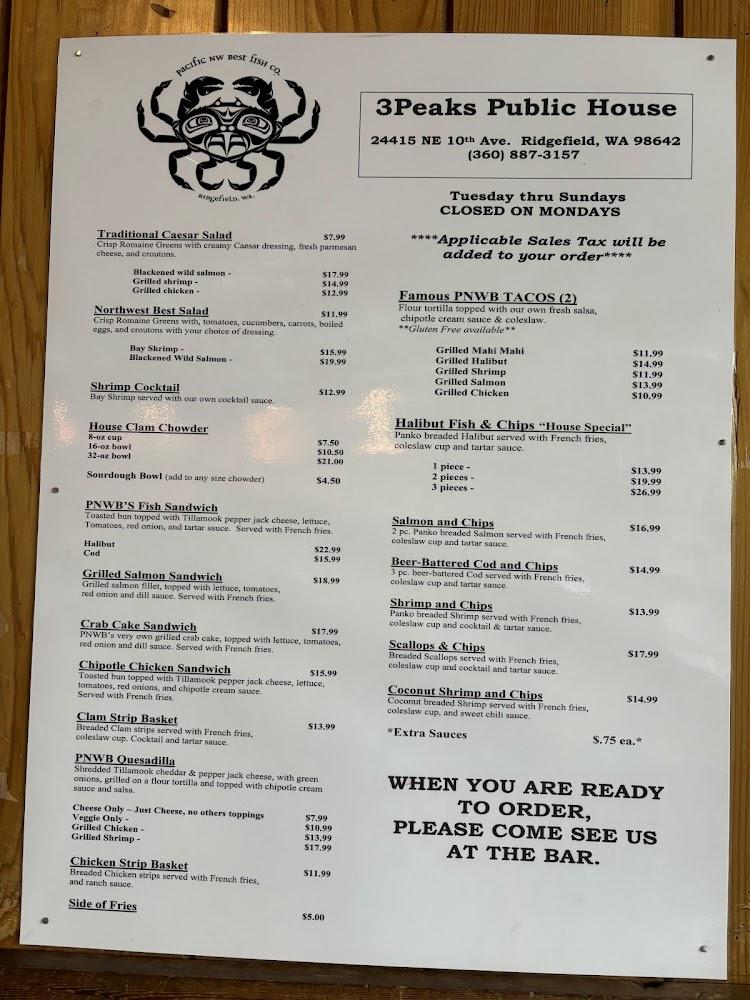 PACIFIC NW BEST FISH CO.
RIDGEFIELD, WA.
3Peaks Public House
24415 NE 10th Ave. Ridgefield, WA 98642
(360) 887-3157
Tuesday thru Sundays
CLOSED ON MONDAYS
****Applicable Sales Tax will be
added to your order****
Traditional Caesar Salad $7.99
Crisp Romaine Greens with creamy Caesar dressing, fresh parmesan
cheese, and croutons.
Blackened wild salmon - $17.99
Grilled shrimp - $14.99
Grilled chicken - $12.99
Northwest Best Salad $11.99
Crisp Romaine Greens with, tomatoes, cucumbers, carrots, boiled
eggs, and croutons with your choice of dressing.
Bay Shrimp - $15.99
Blackened Wild Salmon - $19.99
Shrimp Cocktail $12.99
Bay Shrimp served with our own cocktail sauce.
House Clam Chowder
8-oz cup $7.50
16-oz bowl $10.50
32-oz bowl $21.00
Sourdough Bowl (add to any size chowder) $4.50
PNWB'S Fish Sandwich
Toasted bun topped with Tillamook pepper jack cheese, lettuce,
Tomatoes, red onion, and tartar sauce. Served with French fries.
Halibut $22.99
Cod $15.99
Grilled Salmon Sandwich $18.99
Grilled salmon fillet, topped with lettuce, tomatoes,
red onion and dill sauce. Served with French fries.
Crab Cake Sandwich $17.99
PNWB's very own grilled crab cake, topped with lettuce, tomatoes,
red onion and dill sauce. Served with French fries.
Chipotle Chicken Sandwich $15.99
Toasted bun topped with Tillamook pepper jack cheese, lettuce,
tomatoes, red onions, and chipotle cream sauce.
Served with French fries.
Clam Strip Basket $13.99
Breaded Clam strips served with French fries,
coleslaw cup. Cocktail and tartar sauce.
PNWB Quesadilla
Shredded Tillamook cheddar & pepper jack cheese, with green
onions, grilled on a flour tortilla and topped with chipotle cream
sauce and salsa.
Cheese Only – Just Cheese, no others toppings $7.99
Veggie Only - $10.99
Grilled Chicken - $13.99
Grilled Shrimp - $17.99
Chicken Strip Basket $11.99
Breaded Chicken strips served with French fries,
and ranch sauce.
Side of Fries $5.00
Famous PNWB TACOS (2)
Flour tortilla topped with our own fresh salsa,
chipotle cream sauce & coleslaw.
**Gluten Free available**
Grilled Mahi Mahi $11.99
Grilled Halibut $14.99
Grilled Shrimp $11.99
Grilled Salmon $13.99
Grilled Chicken $10.99
Halibut Fish & Chips “House Special”
Panko breaded Halibut served with French fries,
coleslaw cup and tartar sauce.
1 piece - $13.99
2 pieces - $19.99
3 pieces - $26.99
Salmon and Chips $16.99
2 pc. Panko breaded Salmon served with French fries,
coleslaw cup and tartar sauce.
Beer-Battered Cod and Chips $14.99
3 pc. beer-battered Cod served with French fries,
coleslaw cup and tartar sauce.
Shrimp and Chips $13.99
Panko breaded Shrimp served with French fries,
coleslaw cup and cocktail & tartar sauce.
Scallops & Chips $17.99
Breaded Scallops served with French fries,
coleslaw cup and cocktail and tartar sauce.
Coconut Shrimp and Chips $14.99
Coconut breaded Shrimp served with French fries,
coleslaw cup, and sweet chili sauce.
*Extra Sauces $.75 ea.*
WHEN YOU ARE READY
TO ORDER,
PLEASE COME SEE US
AT THE BAR.